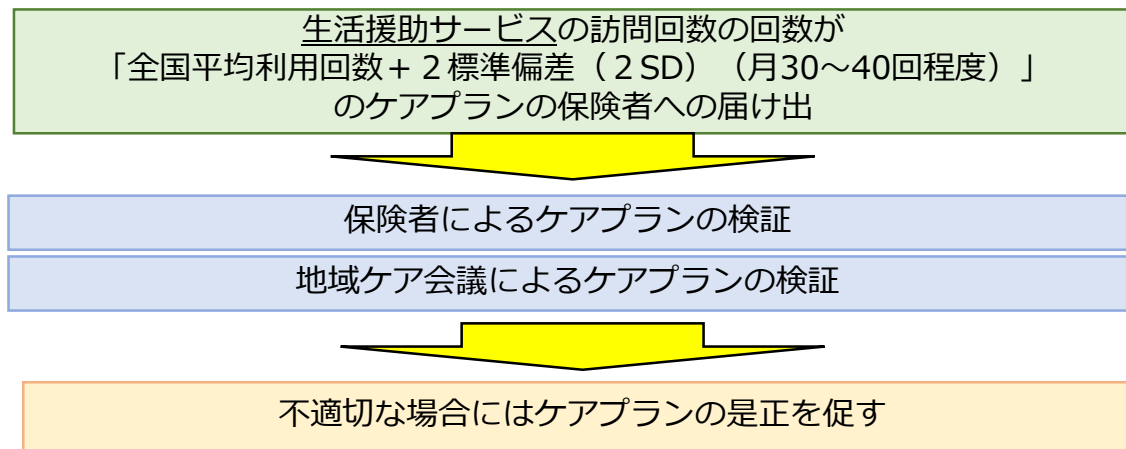 生活援助サービスの訪問回数の回数が
「全国平均利用回数＋２標準偏差（２SD）（月30～40回程度）」
のケアプランの保険者への届け出
保険者によるケアプランの検証
地域ケア会議によるケアプランの検証
不適切な場合にはケアプランの是正を促す